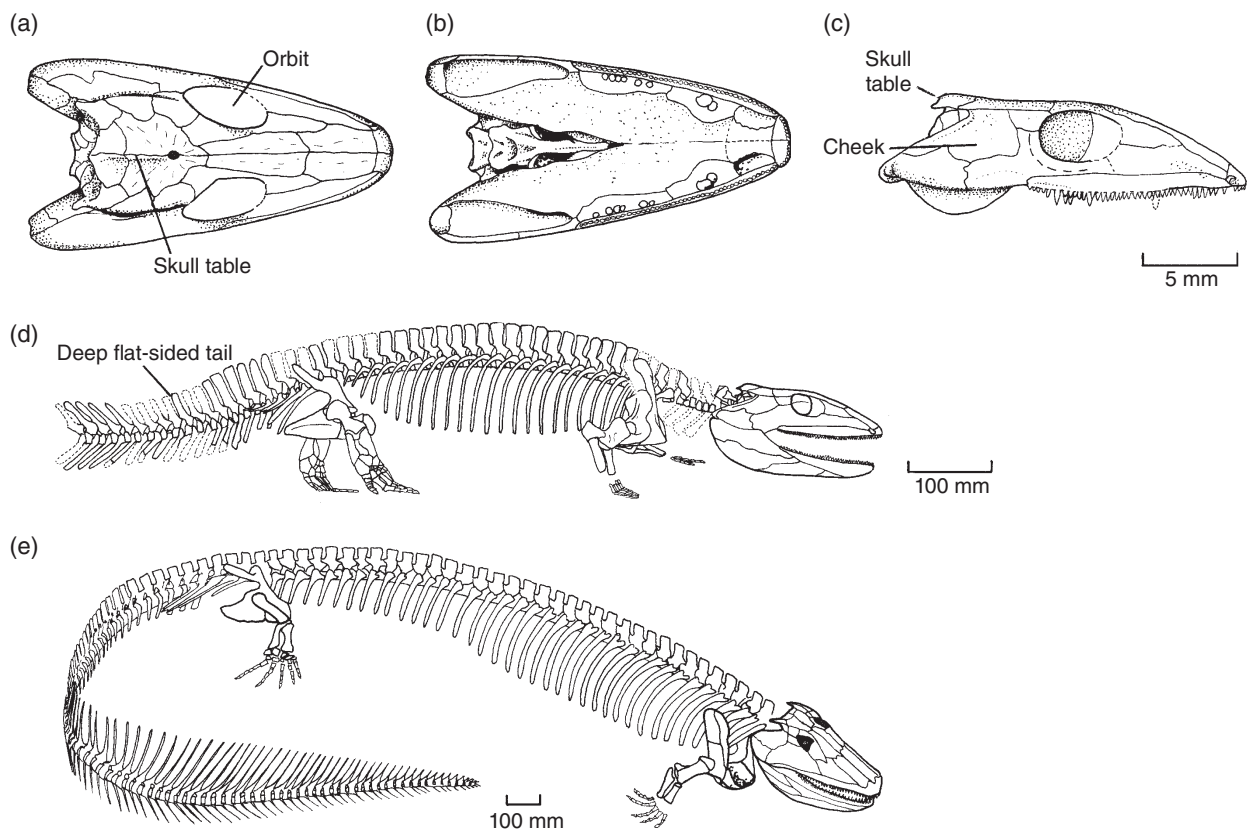 (a)
Orbit
Skull table
(b)
(c)
Skull
table
Cheek
5 mm
(d)
Deep flat-sided tail
100 mm
(e)
100 mm